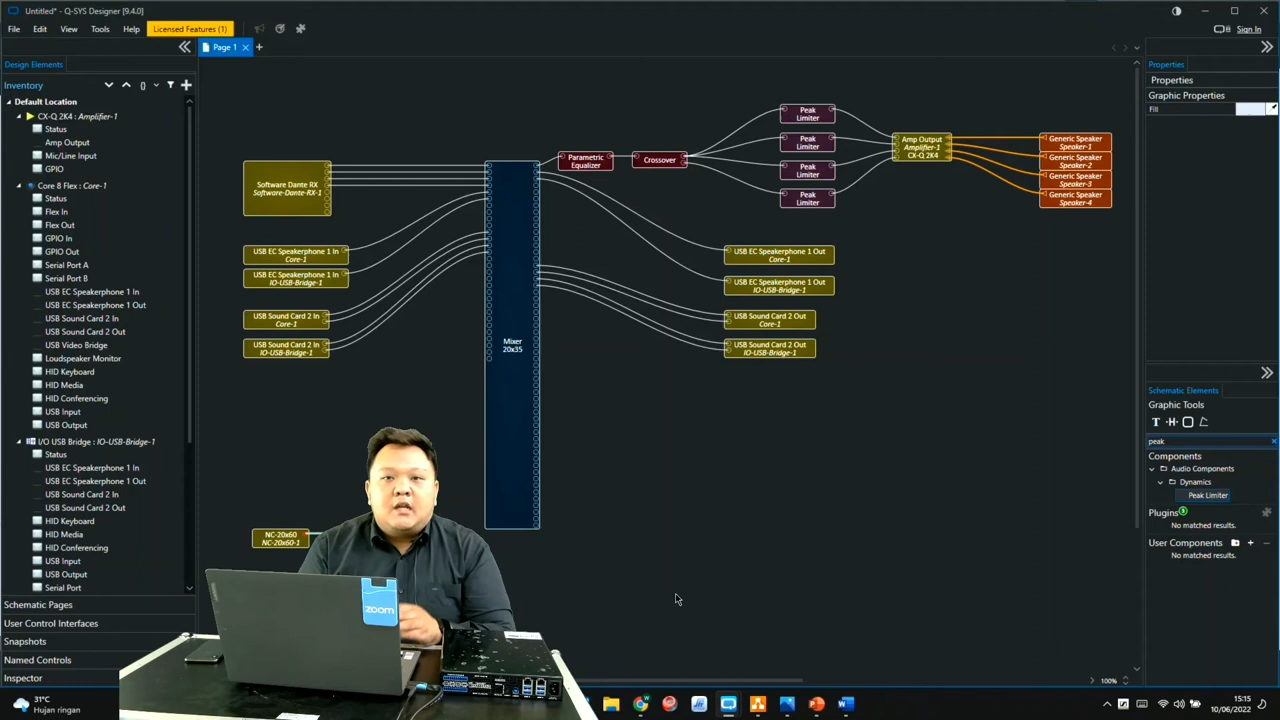 Untitled* - Q-SYS Designer [9.4.0]
File Edit View Tools Help Licensed Features (1)
Sign In
Page 1
Design Elements
Inventory
Default Location
CX-Q 2K4 : Amplifier-1
Status
Amp Output
Mic/Line Input
GPIO
Core 8 Flex : Core-1
Status
Flex In
Flex Out
GPIO In
GPIO Out
Serial Port A
Serial Port B
USB EC Speakerphone 1 In
USB EC Speakerphone 1 Out
USB Sound Card 2 In
USB Sound Card 2 Out
USB Video Bridge
Loudspeaker Monitor
HID Keyboard
HID Media
HID Conferencing
USB Input
USB Output
I/O USB Bridge : IO-USB-Bridge-1
Status
USB EC Speakerphone 1 In
USB EC Speakerphone 1 Out
USB Sound Card 2 In
USB Sound Card 2 Out
HID Keyboard
HID Media
HID Conferencing
USB Input
USB Output
Serial Port
Schematic Pages
User Control Interfaces
Snapshots
Named Controls
Inspector
Software Dante RX
Software-Dante-RX-1
USB EC Speakerphone 1 In
Core-1
USB EC Speakerphone 1 In
IO-USB-Bridge-1
USB Sound Card 2 In
Core-1
USB Sound Card 2 In
IO-USB-Bridge-1
NC-20x60
NC-20x60-1
Mixer
20x35
Parametric
Equalizer
Crossover
Peak
Limiter
Peak
Limiter
Peak
Limiter
Peak
Limiter
Amp Output
Amplifier-1
CX-Q 2K4
Generic Speaker
Speaker-1
Generic Speaker
Speaker-2
Generic Speaker
Speaker-3
Generic Speaker
Speaker-4
USB EC Speakerphone 1 Out
Core-1
USB EC Speakerphone 1 Out
IO-USB-Bridge-1
USB Sound Card 2 Out
Core-1
USB Sound Card 2 Out
IO-USB-Bridge-1
zoom
Properties
Properties
Graphic Properties
Fill
Schematic Elements
Graphic Tools
peak
Components
Audio Components
Dynamics
Peak Limiter
Plugins
No matched results.
User Components
No matched results.
100%
31°C
Hujan ringan
15:15
10/06/2022